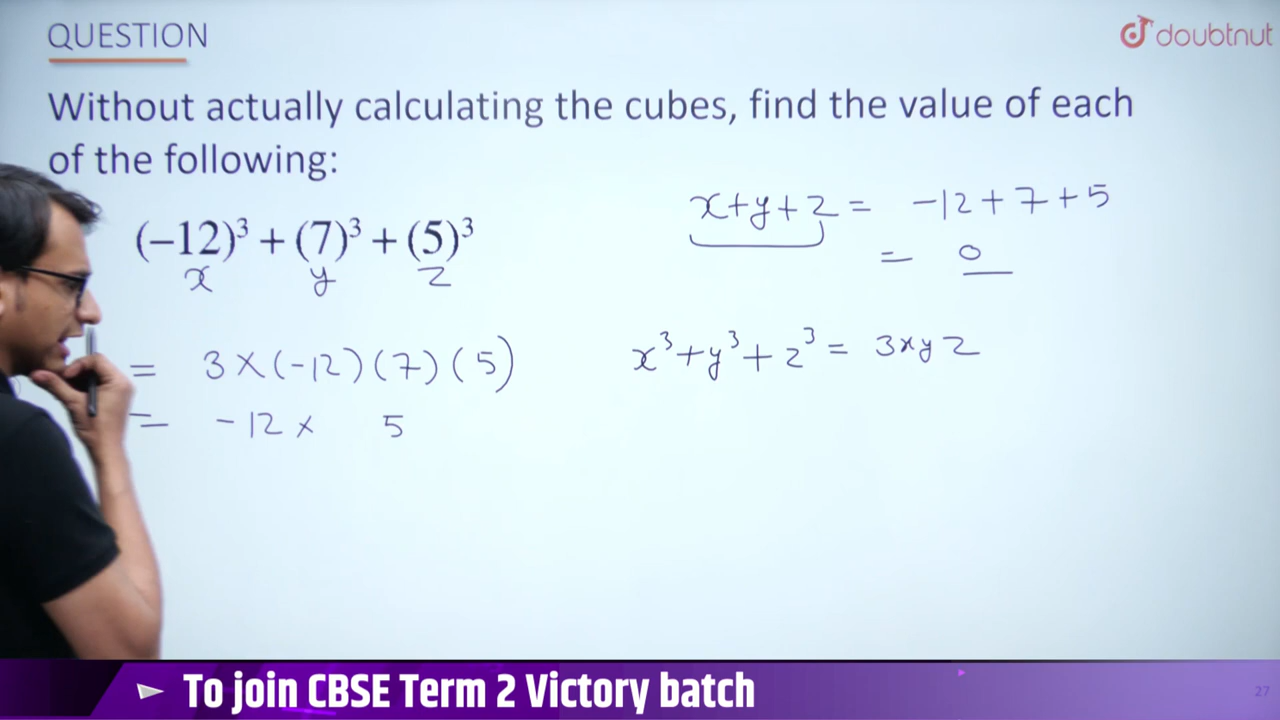 QUESTION
doubtnut
Without actually calculating the cubes, find the value of each
of the following:
(−12)³ + (7)³ + (5)³
x y z
x+y+z = -12+7+5
= 0
x³+y³+z³ = 3xyz
= 3×(-12)(7)(5)
= -12× 5
To join CBSE Term 2 Victory batch
27